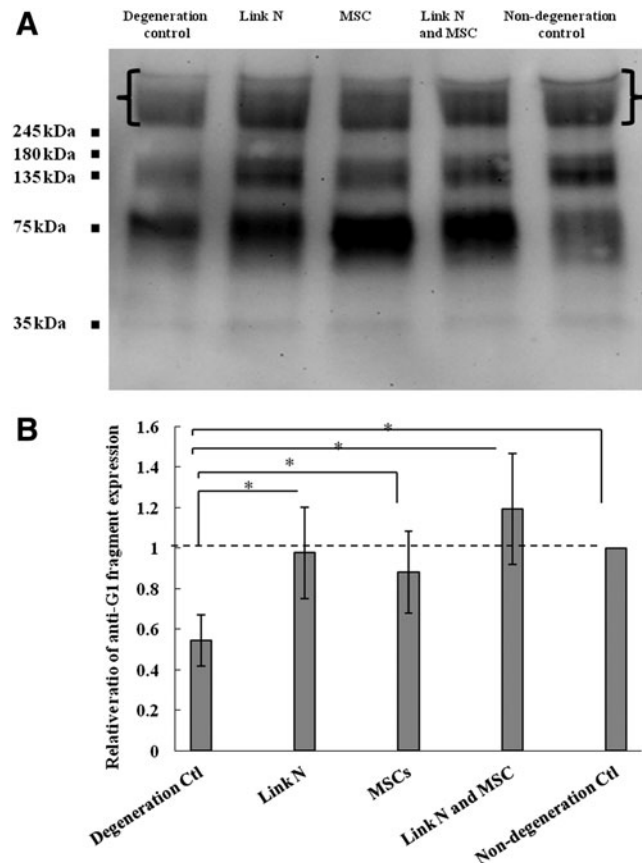 A
Degeneration control
Link N
MSC
Link N and MSC
Non-degeneration control
245kDa
180kDa
135kDa
75kDa
35kDa
B
Relative ratio of anti-G1 fragment expression
1.6
1.4
1.2
1
0.8
0.6
0.4
0.2
0
*
*
*
*
Degeneration Ctl
Link N
MSCs
Link N and MSC
Non-degeneration Ctl